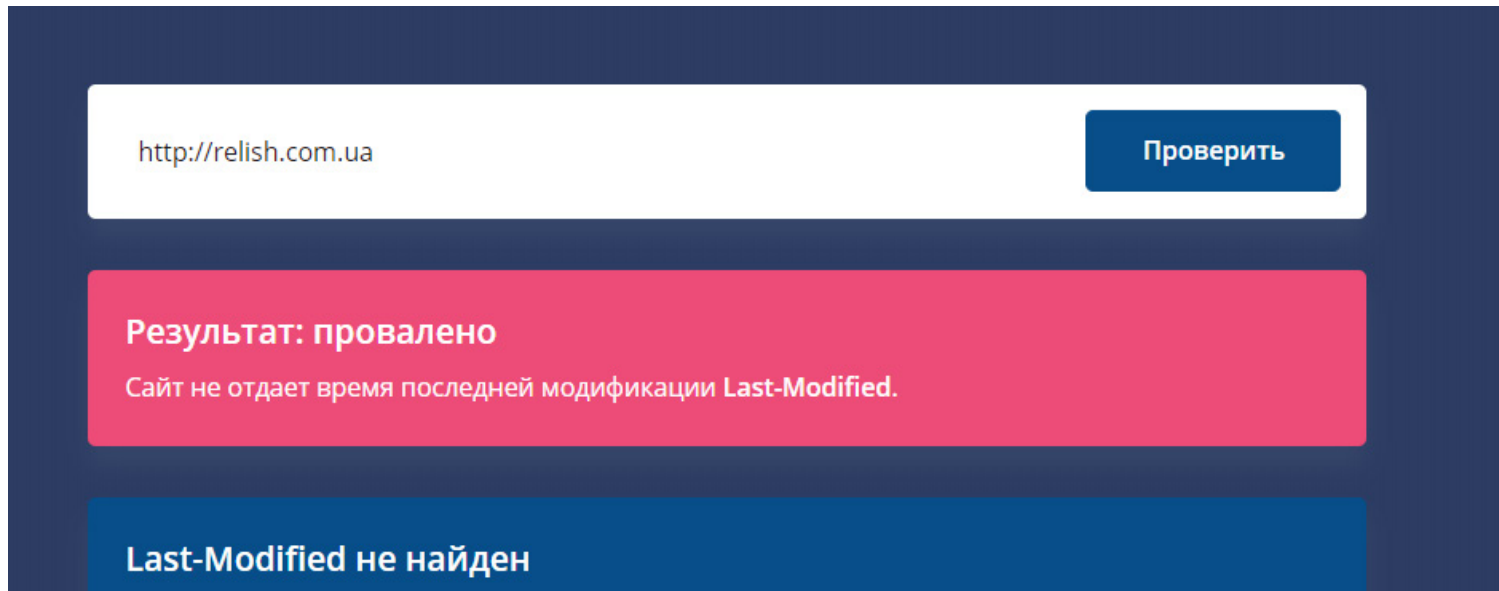 http://relish.com.ua
Проверить
Результат: провалено
Сайт не отдает время последней модификации Last-Modified.
Last-Modified не найден